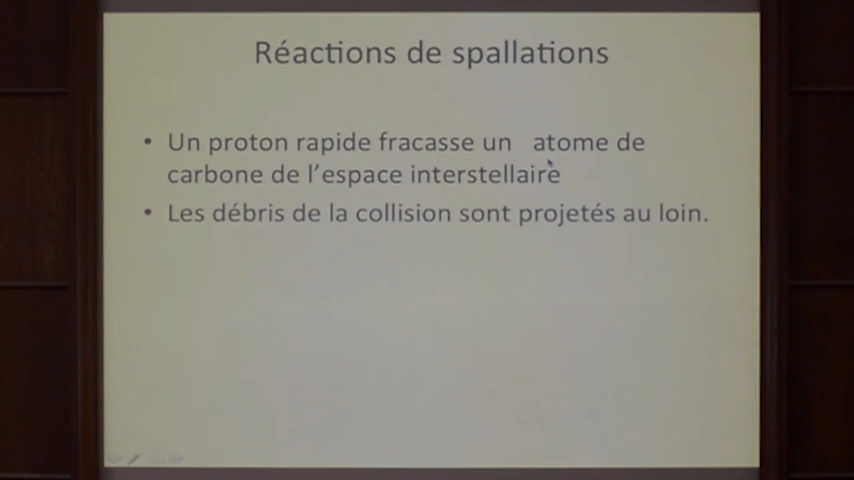 Réactions de spallations
• Un proton rapide fracasse un atome de
carbone de l'espace interstellaire
• Les débris de la collision sont projetés au loin.